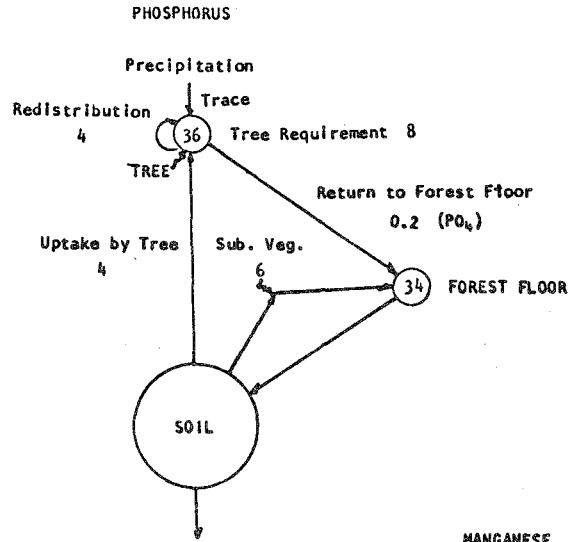 PHOSPHORUS
Precipitation
Trace
Redistribution
4
36
Tree Requirement 8
TREE
Return to Forest Floor
0.2 (PO₄)
Uptake by Tree
4
Sub. Veg.
6
34
FOREST FLOOR
SOIL
MANGANESE